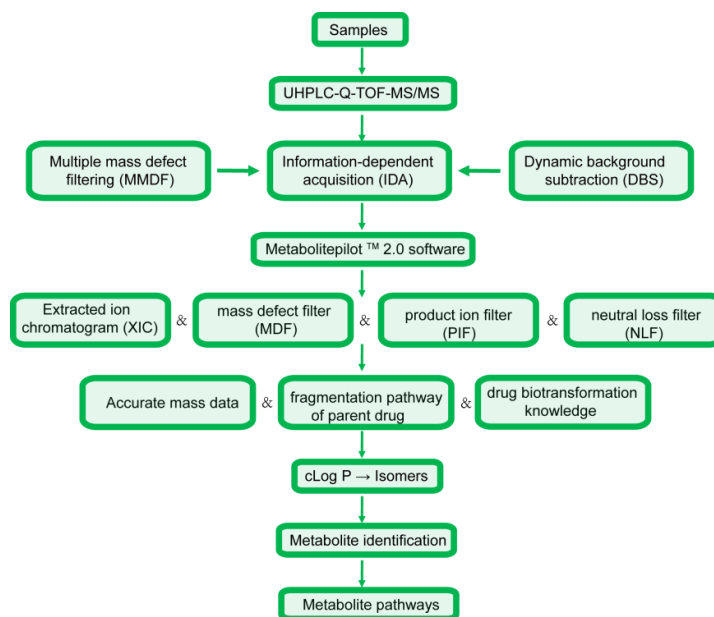 Samples
UHPLC-Q-TOF-MS/MS
Multiple mass defect
filtering (MMDF)
Information-dependent
acquisition (IDA)
Dynamic background
subtraction (DBS)
Metabolitepilot ™ 2.0 software
Extracted ion
chromatogram (XIC)
&
mass defect filter
(MDF)
&
product ion filter
(PIF)
&
neutral loss filter
(NLF)
Accurate mass data
&
fragmentation pathway
of parent drug
&
drug biotransformation
knowledge
cLog P → Isomers
Metabolite identification
Metabolite pathways